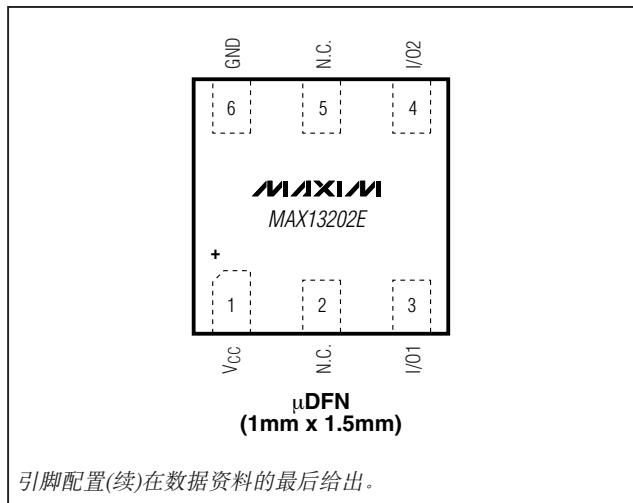 GND N.C. I/O2
6 5 4
MAXIM
MAX13202E
+
1 2 3
VCC N.C. I/O1
µDFN
(1mm x 1.5mm)
引脚配置(续)在数据资料的最后给出。